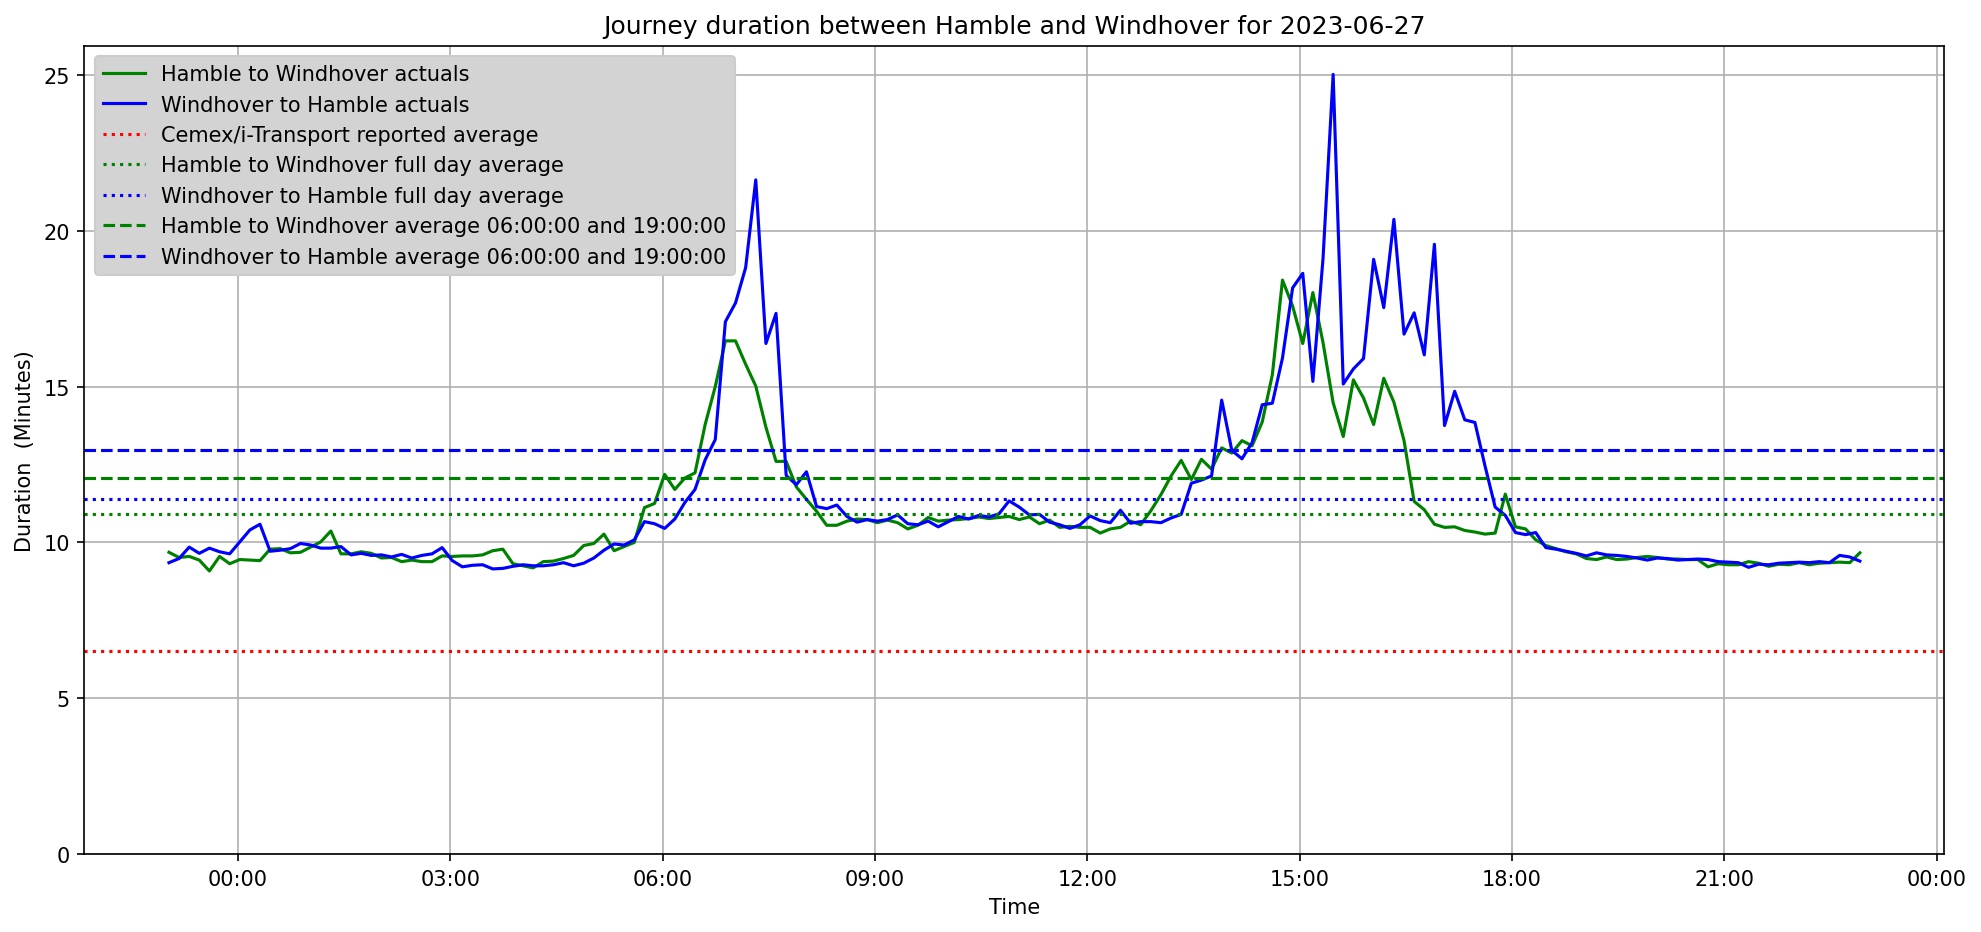 Journey duration between Hamble and Windhover for 2023-06-27
Hamble to Windhover actuals
Windhover to Hamble actuals
Cemex/i-Transport reported average
Hamble to Windhover full day average
Windhover to Hamble full day average
Hamble to Windhover average 06:00:00 and 19:00:00
Windhover to Hamble average 06:00:00 and 19:00:00
Duration (Minutes)
25
20
15
10
5
0
00:00 03:00 06:00 09:00 12:00 15:00 18:00 21:00 00:00
Time